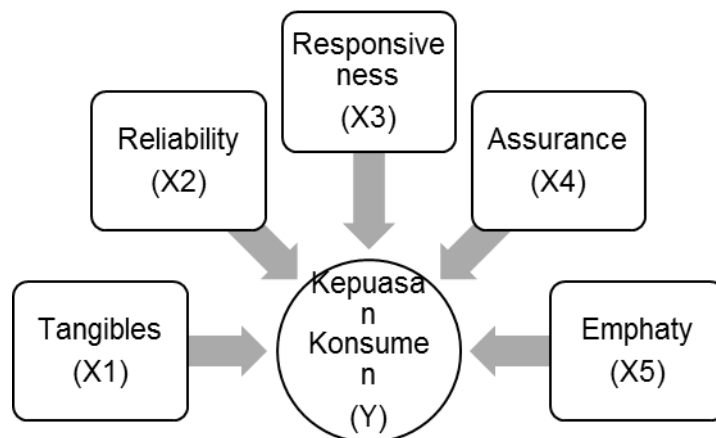 Responsive
ness
(X3)
Reliability
(X2)
Assurance
(X4)
Tangibles
(X1)
Kepuasa
n
Konsume
n
(Y)
Emphaty
(X5)